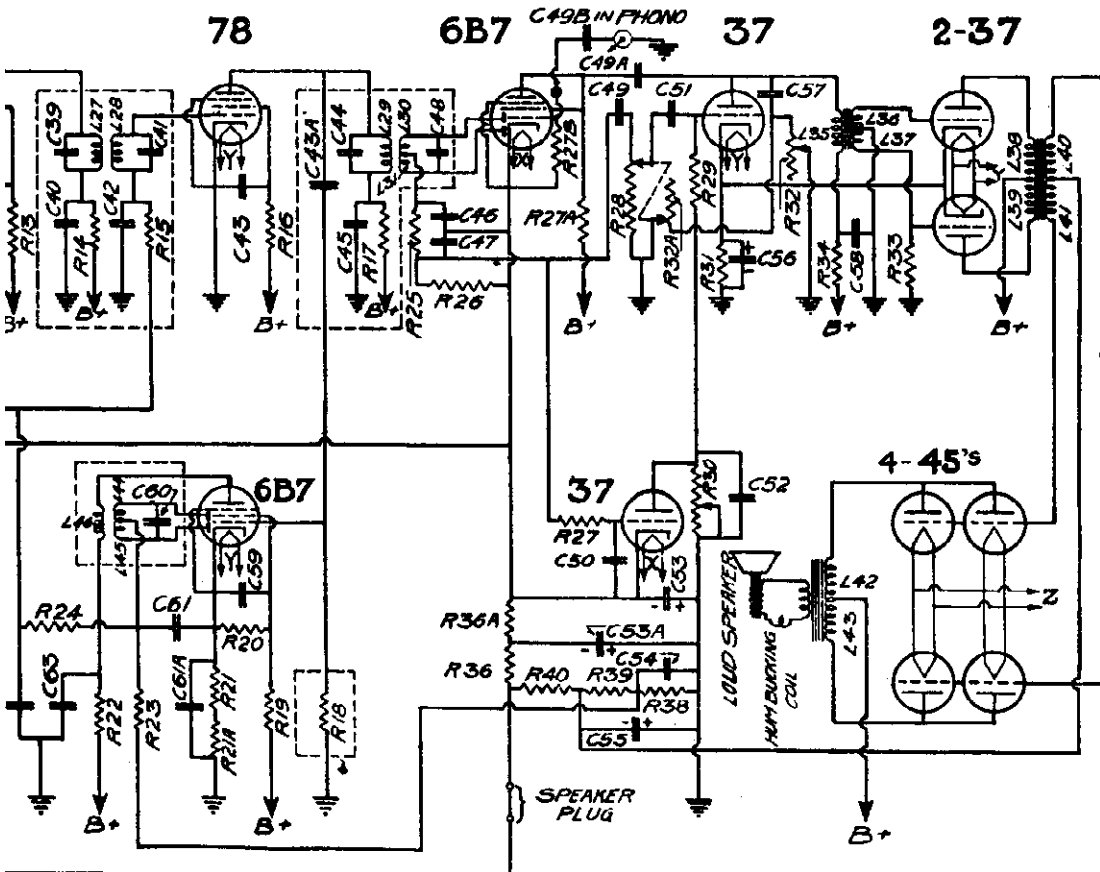 78
6B7
C49B IN PHONO
37
2-37
C49A
C49
C51
C57
C39
L27
L28
C41
C43A
C44
L29
L30
C48
L31
R27B
L35
L36
L37
L38
L40
Y
X
Y
C40
R14
C42
R15
C43
R16
R13
C45
R17
C46
C47
R25
R26
R27A
R28
R32A
R29
R31
C56
R32
R34
C58
R33
L39
L41
B+
B+
B+
B+
B+
B+
B+
4-45's
6B7
37
L44
C60
L46
L45
Y
C59
R27
C50
X
C53
R30
C52
R24
C61
R20
R36A
C53A
R36
C54
R40
R39
R38
C55
LOUD SPEAKER
HUM BUCKING
COIL
L42
L43
Z
C63
R22
R23
C61A
R21
R21A
R19
R18
B+
B+
B+
SPEAKER
PLUG